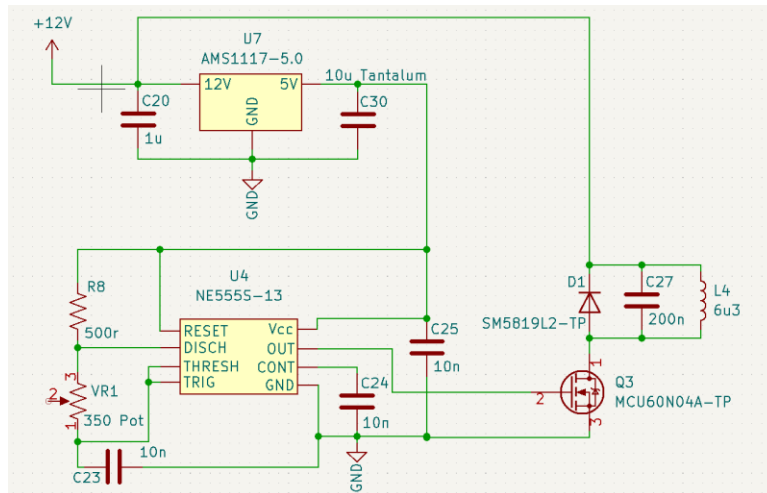 +12V
U7
AMS1117-5.0
12V
5V
GND
10u Tantalum
C20
1u
C30
GND
R8
500r
U4
NE555S-13
RESET
DISCH
THRESH
TRIG
Vcc
OUT
CONT
GND
C25
10n
C24
10n
3
2
1
VR1
350 Pot
10n
C23
GND
D1
SM5819L2-TP
C27
200n
L4
6u3
1
2
3
Q3
MCU60N04A-TP